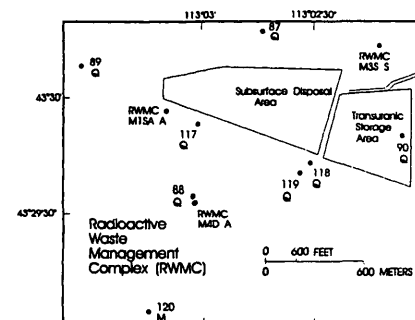 113°03'
113°02'30"
87
89
RWMC
M3S S
43°30'
Subsurface Disposal
Area
RWMC
M1SA A
117
Transuranic
Storage
Area
90
118
119
88
RWMC
M4D A
43°29'30"
Radioactive
Waste
Management
Complex (RWMC)
0 600 FEET
0 600 METERS
120
M